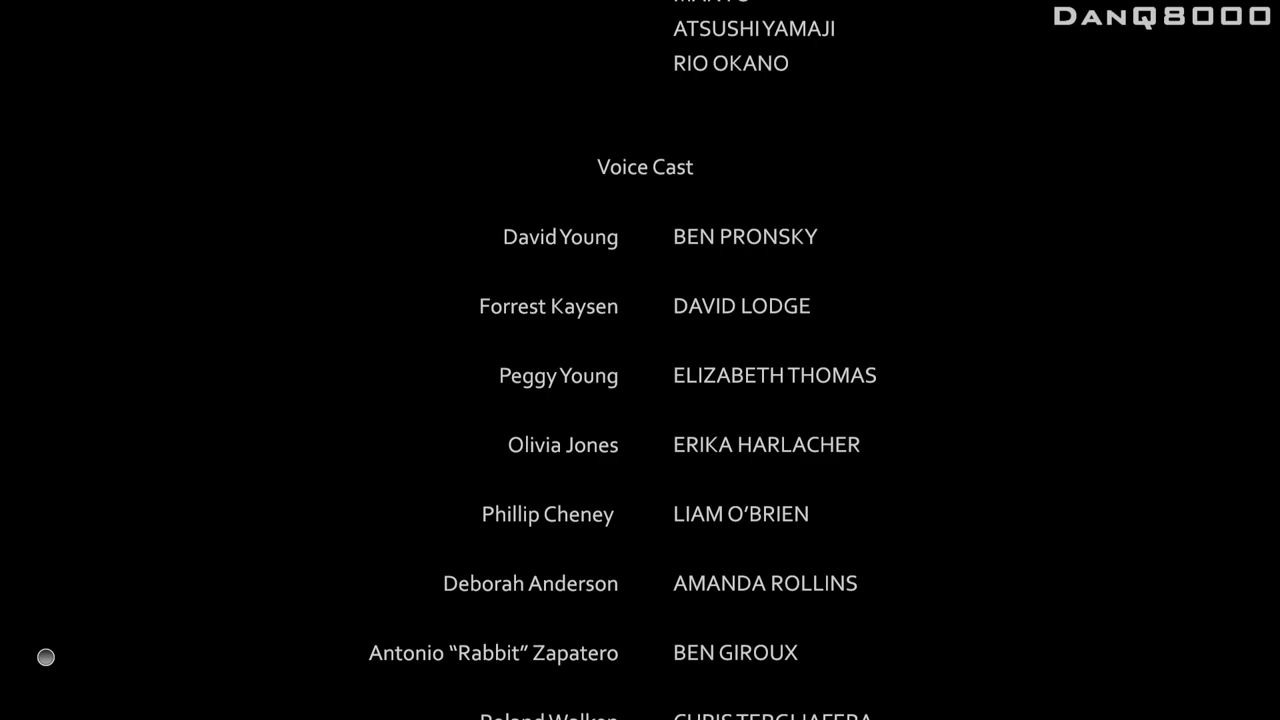 DanQ8000
ATSUSHI YAMAJI
RIO OKANO
Voice Cast
David Young BEN PRONSKY
Forrest Kaysen DAVID LODGE
Peggy Young ELIZABETH THOMAS
Olivia Jones ERIKA HARLACHER
Phillip Cheney LIAM O’BRIEN
Deborah Anderson AMANDA ROLLINS
Antonio “Rabbit” Zapatero BEN GIROUX